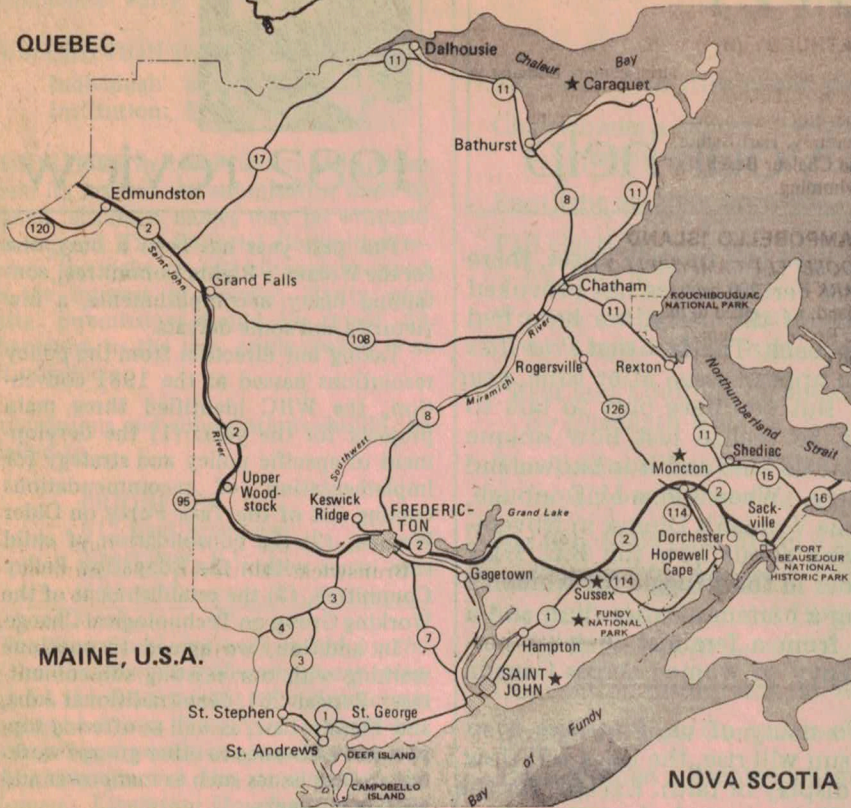 QUEBEC
Dalhousie
11
Chaleur
Bay
Caraquet
11
Bathurst
17
8
11
Edmundston
120
2
Saint John
River
Grand Falls
Chatham
11
KOUCHIBOUGUAC
NATIONAL PARK
108
River
Miramichi
Southwest
Rogersville
Rexton
126
8
Northumberland
Strait
11
2
Shediac
Moncton
15
16
95
Upper
Wood-
stock
Keswick
Ridge
FREDERIC-
TON
Grand Lake
2
114
2
2
Sack-
ville
Dorchester
Hopewell
Cape
FORT
BEAUSEJOUR
NATIONAL
HISTORIC PARK
Gagetown
Sussex
114
FUNDY
NATIONAL
PARK
1
Hampton
3
4
3
7
MAINE, U.S.A.
SAINT
JOHN
St. Stephen
1
St. George
St. Andrews
DEER ISLAND
CAMPOBELLO
ISLAND
Bay of Fundy
NOVA SCOTIA